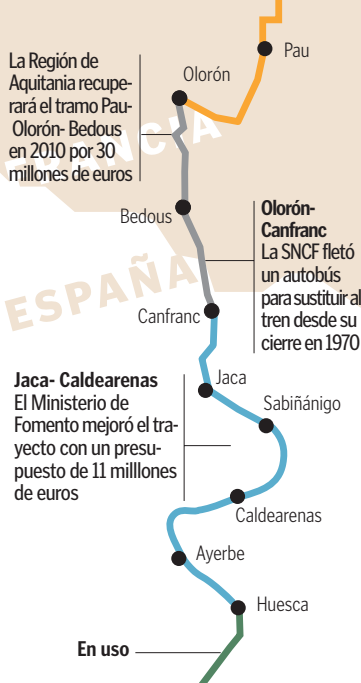 Pau
La Región de
Aquitania recupe-
rará el tramo Pau-
Olorón- Bedous
en 2010 por 30
millones de euros
Olorón
FRANCIA
Bedous
Olorón-
Canfranc
La SNCF fletó
un autobús
para sustituir al
tren desde su
cierre en 1970
ESPAÑA
Canfranc
Jaca- Caldearenas
El Ministerio de
Fomento mejoró el tra-
yecto con un presu-
puesto de 11 milllones
de euros
Jaca
Sabiñánigo
Caldearenas
Ayerbe
Huesca
En uso